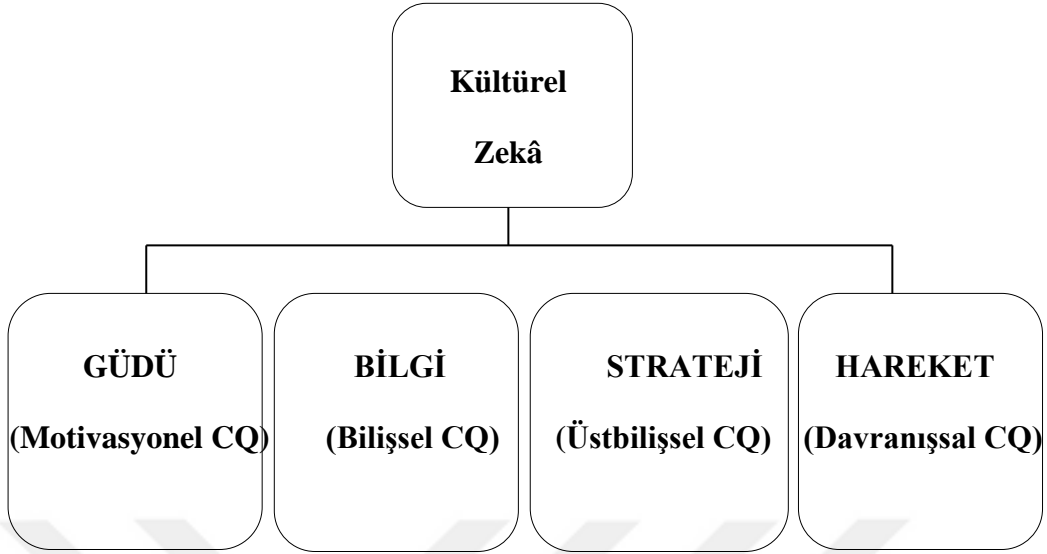 Kültürel
Zekâ
GÜDÜ
(Motivasyonel CQ)
BİLGİ
(Bilişsel CQ)
STRATEJİ
(Üstbilişsel CQ)
HAREKET
(Davranışsal CQ)